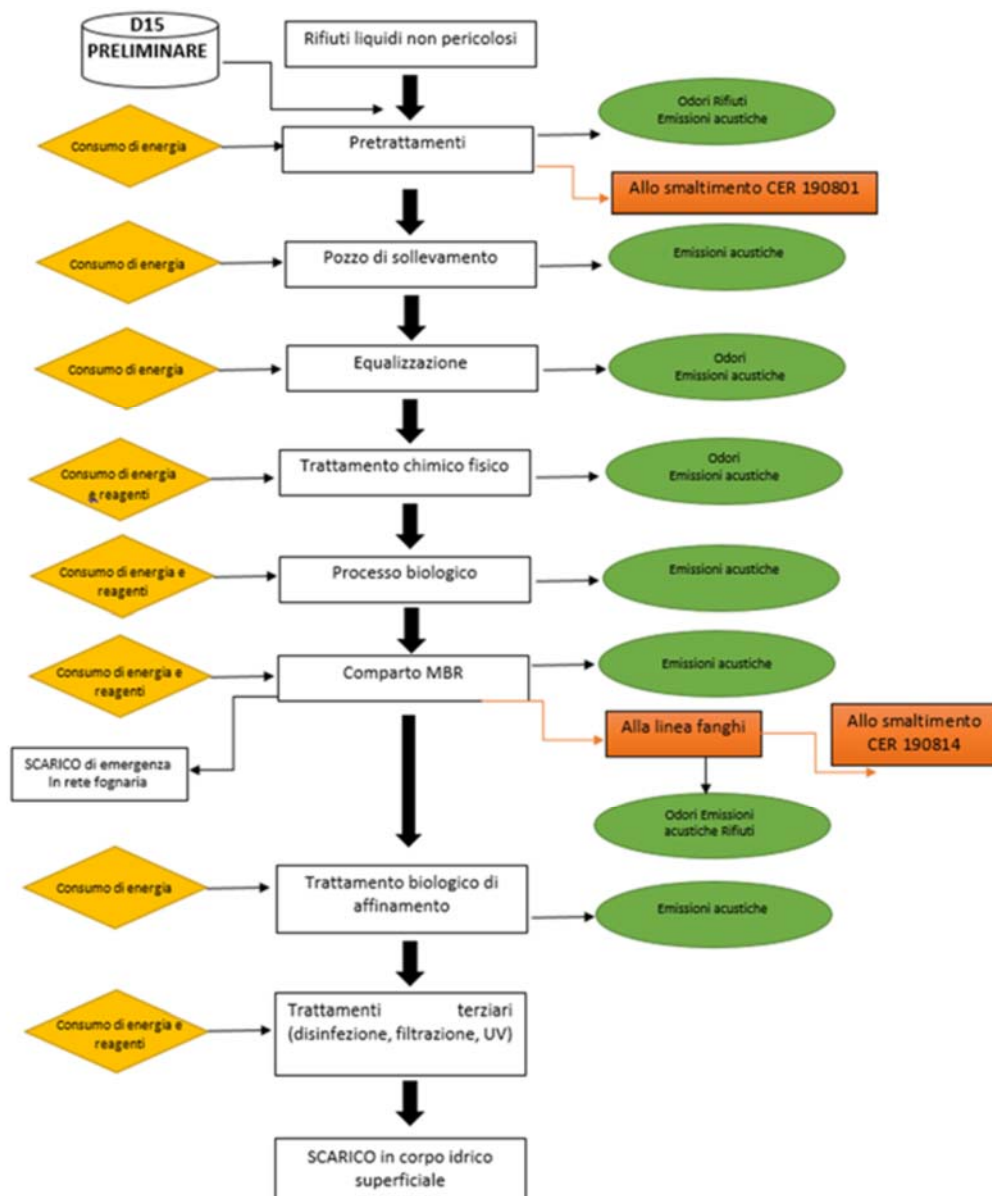 D15
PRELIMINARE
Rifiuti liquidi non pericolosi
Odori Rifiuti
Emissioni acustiche
Consumo di energia
Pretrattamenti
Allo smaltimento CER 190801
Consumo di energia
Pozzo di sollevamento
Emissioni acustiche
Consumo di energia
Equalizzazione
Odori
Emissioni acustiche
Consumo di energia
e reagenti
Trattamento chimico fisico
Odori
Emissioni acustiche
Consumo di energia e
reagenti
Processo biologico
Emissioni acustiche
Consumo di energia e
reagenti
Comparto MBR
Emissioni acustiche
Alla linea fanghi
Allo smaltimento
CER 190814
SCARICO di emergenza
In rete fognaria
Odori Emissioni
acustiche Rifiuti
Consumo di energia
Trattamento biologico di
affinamento
Emissioni acustiche
Consumo di energia e
reagenti
Trattamenti terziari
(disinfezione, filtrazione, UV)
SCARICO in corpo idrico
superficiale